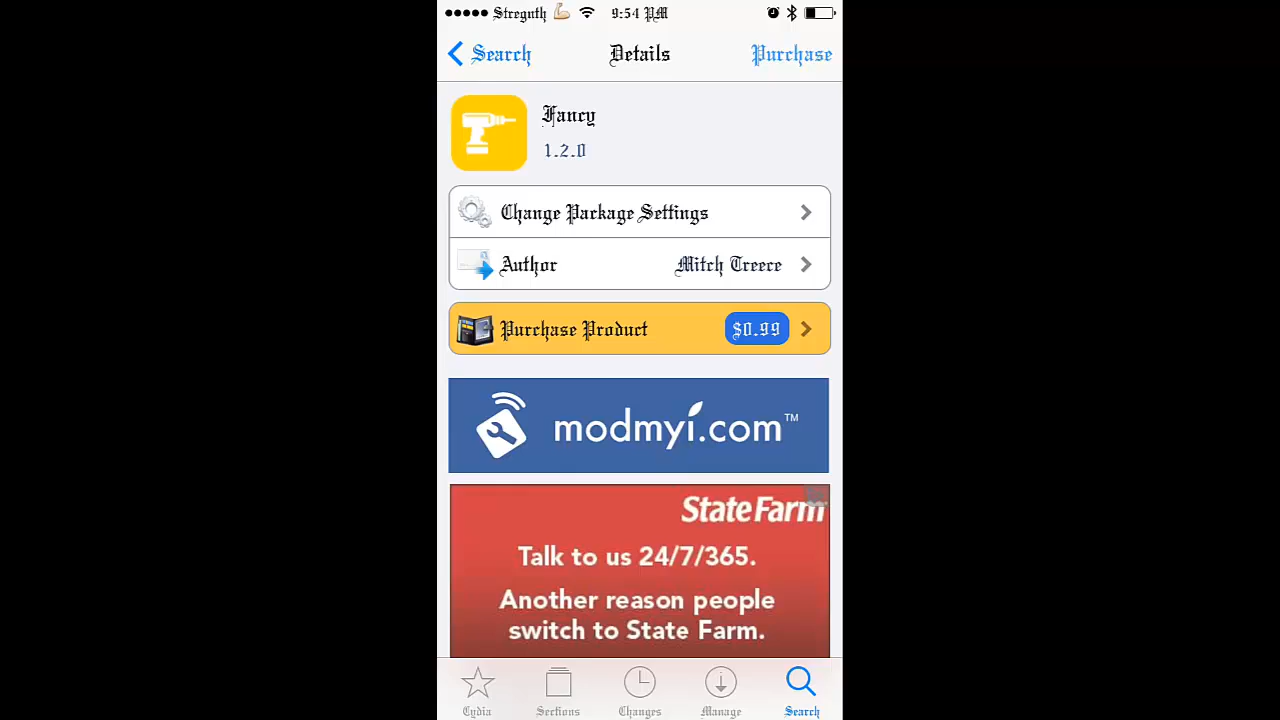 Strength 💪 9:54 PM
Search Details Purchase
Fancy
1.2.0
Change Package Settings
Author Mitch Treece
Purchase Product $0.99
modmyi.com™
StateFarm
Talk to us 24/7/365.
Another reason people
switch to State Farm.
Cydia Sections Changes Manage Search